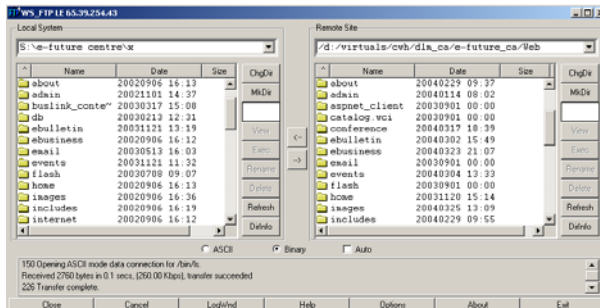 WS_FTP LE 65.39.254.43
Local System
S:\e-future centre\x
^ Name Date Size
about 20020906 16:13
admin 20021101 14:37
buslink_conte~ 20030317 15:08
db 20030213 12:31
ebulletin 20031121 13:19
ebusiness 20020906 16:12
email 20030513 16:03
events 20031121 11:32
flash 20030708 09:07
home 20020906 16:13
images 20020906 16:36
includes 20020906 16:19
internet 20020906 16:12
ChgDir
MkDir
View
Exec
Rename
Delete
Refresh
DirInfo
<-
->
Remote Site
/d:/virtuals/cvh/dlm_ca/e-future_ca/Web
^ Name Date Size
about 20040229 09:37
admin 20040114 08:02
aspnet_client 20030901 00:00
catalog.vci 20030901 00:00
conference 20040317 18:39
ebulletin 20040302 15:49
ebusiness 20040323 21:07
email 20030901 00:00
events 20040304 13:33
flash 20030901 00:00
home 20031120 15:14
images 20040325 13:09
includes 20040229 09:55
ChgDir
MkDir
View
Exec
Rename
Delete
Refresh
DirInfo
ASCII Binary Auto
150 Opening ASCII mode data connection for /bin/ls.
Received 2760 bytes in 0.1 secs, (260.00 Kbps), transfer succeeded
226 Transfer complete.
Close Cancel LogWnd Help Options About Exit